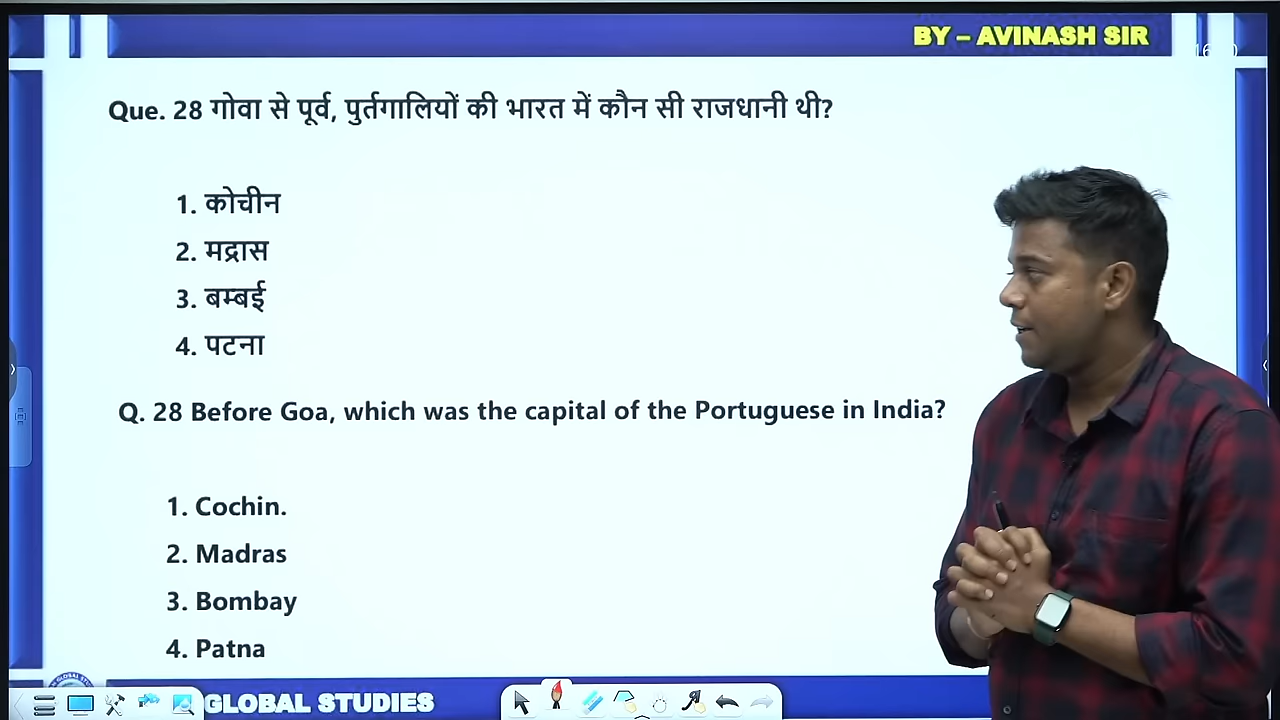 BY – AVINASH SIR
Que. 28 गोवा से पूर्व, पुर्तगालियों की भारत में कौन सी राजधानी थी?
1. कोचीन
2. मद्रास
3. बम्बई
4. पटना
Q. 28 Before Goa, which was the capital of the Portuguese in India?
1. Cochin.
2. Madras
3. Bombay
4. Patna
GLOBAL STUDIES